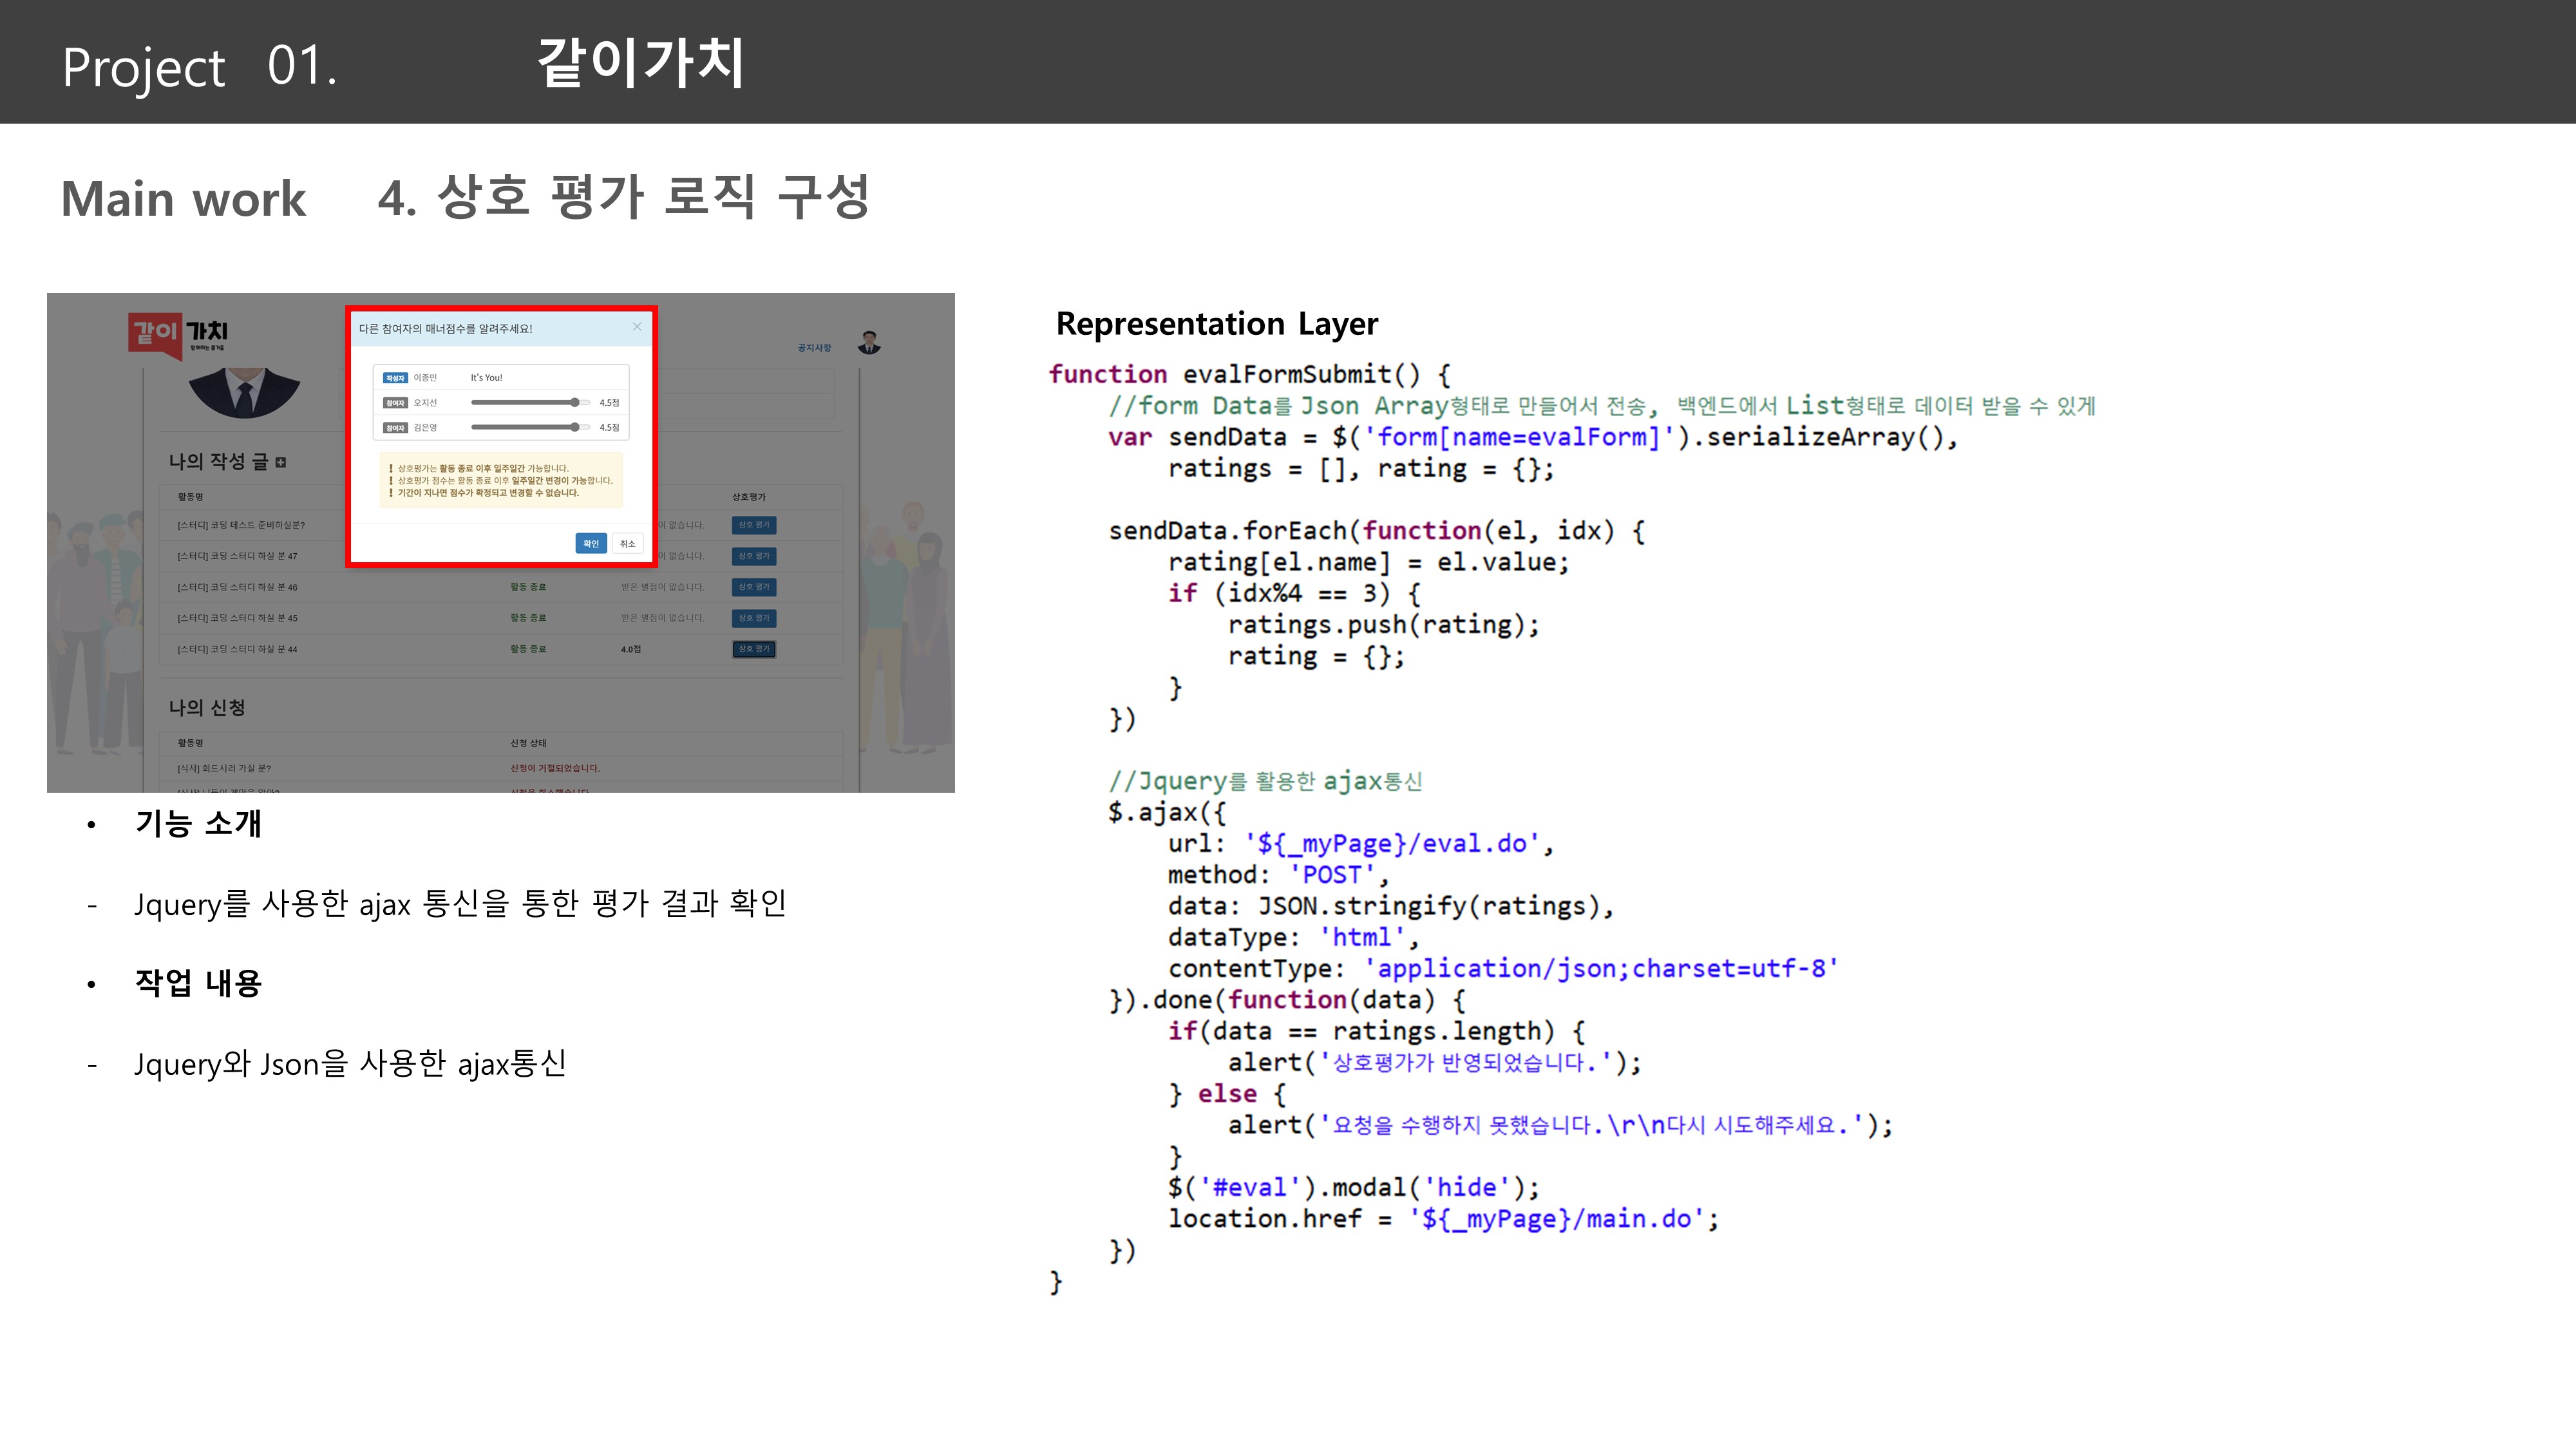 Project 01. 같이가치
Main work 4. 상호 평가 로직 구성
같이 가치
함께하는 즐거움
공지사항
다른 참여자의 매너점수를 알려주세요! ×
작성자 이종민 It's You!
참여자 오지선 4.5점
참여자 김은영 4.5점
! 상호평가는 활동 종료 이후 일주일간 가능합니다.
! 상호평가 점수는 활동 종료 이후 일주일간 변경이 가능합니다.
! 기간이 지나면 점수가 확정되고 변경할 수 없습니다.
확인 취소
나의 작성 글
활동명 상호평가
[스터디] 코딩 테스트 준비하실분? 이 없습니다. 상호 평가
[스터디] 코딩 스터디 하실 분 47 이 없습니다. 상호 평가
[스터디] 코딩 스터디 하실 분 46 활동 종료 받은 별점이 없습니다. 상호 평가
[스터디] 코딩 스터디 하실 분 45 활동 종료 받은 별점이 없습니다. 상호 평가
[스터디] 코딩 스터디 하실 분 44 활동 종료 4.0점 상호 평가
나의 신청
활동명 신청 상태
[식사] 회드시러 가실 분? 신청이 거절되었습니다.
• 기능 소개
- Jquery를 사용한 ajax 통신을 통한 평가 결과 확인
• 작업 내용
- Jquery와 Json을 사용한 ajax통신
Representation Layer
function evalFormSubmit() {
//form Data를 Json Array형태로 만들어서 전송, 백엔드에서 List형태로 데이터 받을 수 있게
var sendData = $('form[name=evalForm]').serializeArray(),
ratings = [], rating = {};
sendData.forEach(function(el, idx) {
rating[el.name] = el.value;
if (idx%4 == 3) {
ratings.push(rating);
rating = {};
}
})
//Jquery를 활용한 ajax통신
$.ajax({
url: '${_myPage}/eval.do',
method: 'POST',
data: JSON.stringify(ratings),
dataType: 'html',
contentType: 'application/json;charset=utf-8'
}).done(function(data) {
if(data == ratings.length) {
alert('상호평가가 반영되었습니다.');
} else {
alert('요청을 수행하지 못했습니다.\r\n다시 시도해주세요.');
}
$('#eval').modal('hide');
location.href = '${_myPage}/main.do';
})
}